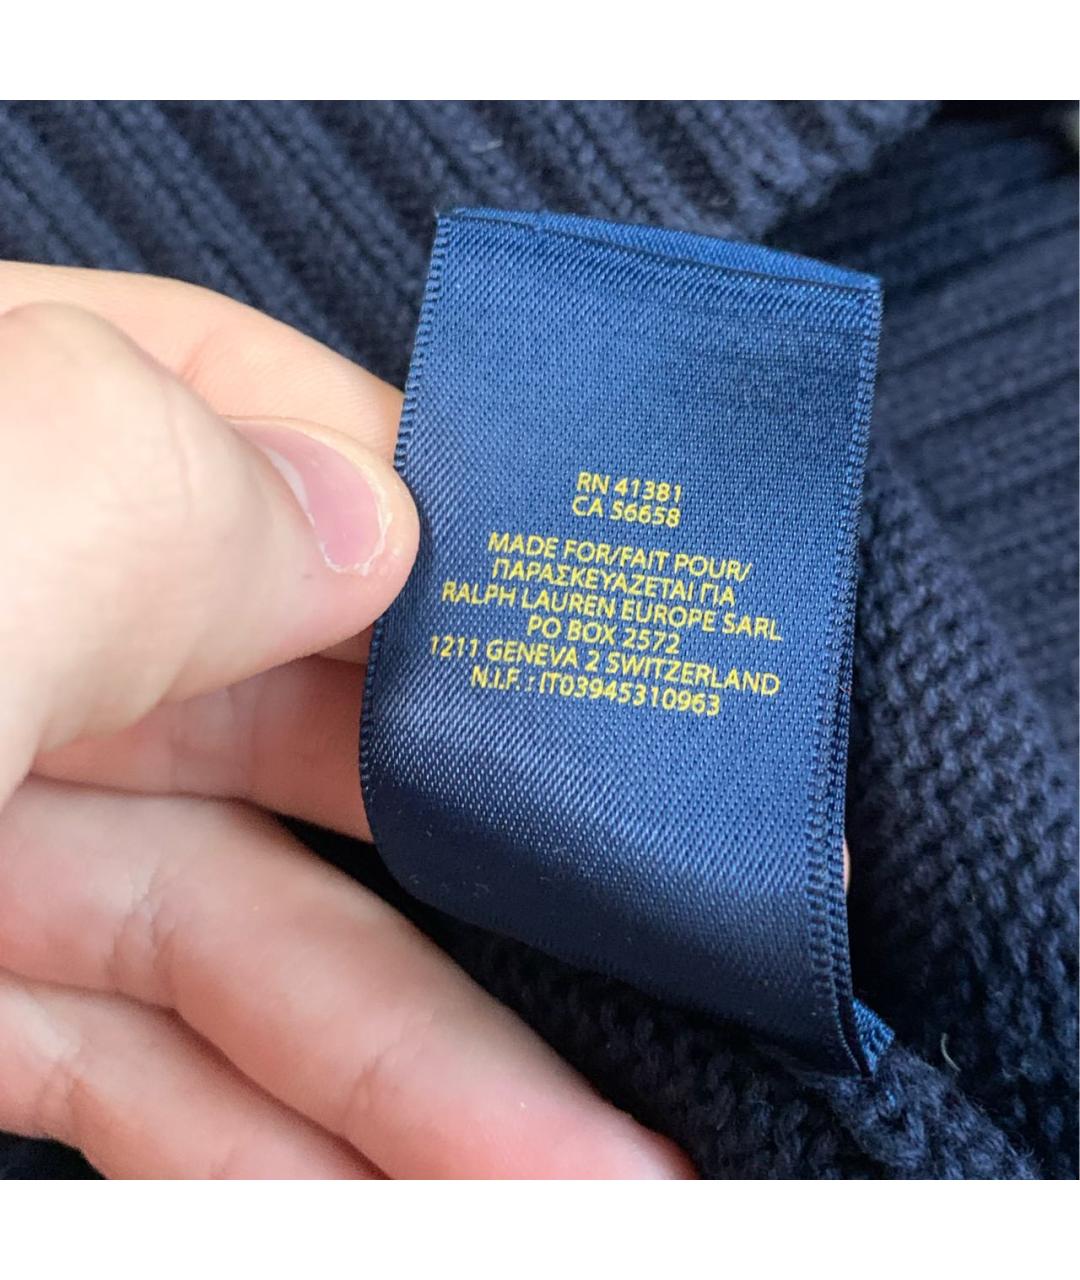 RN 41381
CA 56658
MADE FOR/FAIT POUR/
ΠΑΡΑΣΚΕΥΑΖΕΤΑΙ ΓΙΑ
RALPH LAUREN EUROPE SARL
PO BOX 2572
1211 GENEVA 2 SWITZERLAND
N.I.F. : IT03945310963